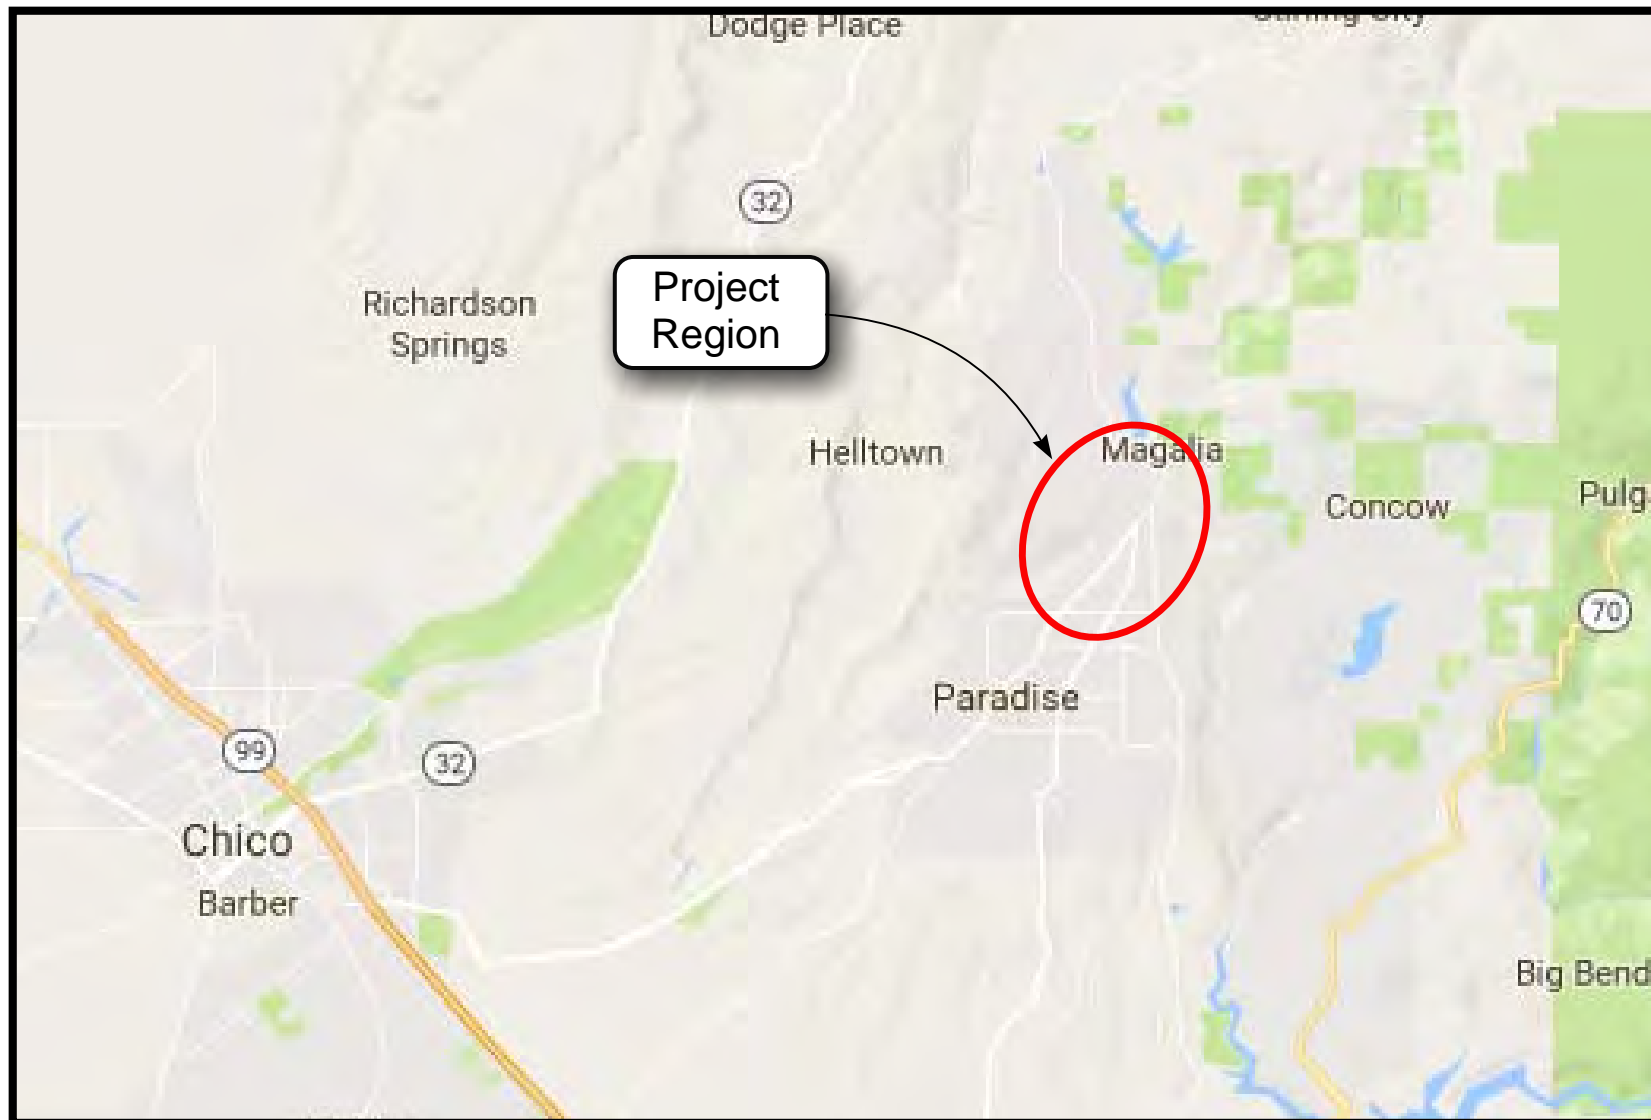 Dodge Place
32
Project
Region
Richardson
Springs
Helltown
Magalia
Concow
Pulg
70
Paradise
99
32
Chico
Barber
Big Bend